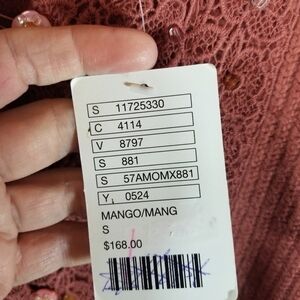 S 11725330
C 4114
V 8797
S 881
S 57AMOMX881
Y 0524
MANGO/MANG
S
$168.00